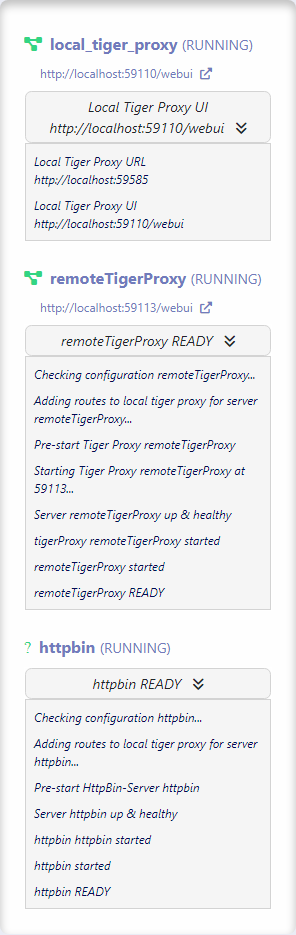 local_tiger_proxy (RUNNING)
http://localhost:59110/webui
Local Tiger Proxy UI
http://localhost:59110/webui
Local Tiger Proxy URL
http://localhost:59585
Local Tiger Proxy UI
http://localhost:59110/webui
remoteTigerProxy (RUNNING)
http://localhost:59113/webui
remoteTigerProxy READY
Checking configuration remoteTigerProxy...
Adding routes to local tiger proxy for server
remoteTigerProxy...
Pre-start Tiger Proxy remoteTigerProxy
Starting Tiger Proxy remoteTigerProxy at
59113...
Server remoteTigerProxy up & healthy
tigerProxy remoteTigerProxy started
remoteTigerProxy started
remoteTigerProxy READY
? httpbin (RUNNING)
httpbin READY
Checking configuration httpbin...
Adding routes to local tiger proxy for server
httpbin...
Pre-start HttpBin-Server httpbin
Server httpbin up & healthy
httpbin httpbin started
httpbin started
httpbin READY